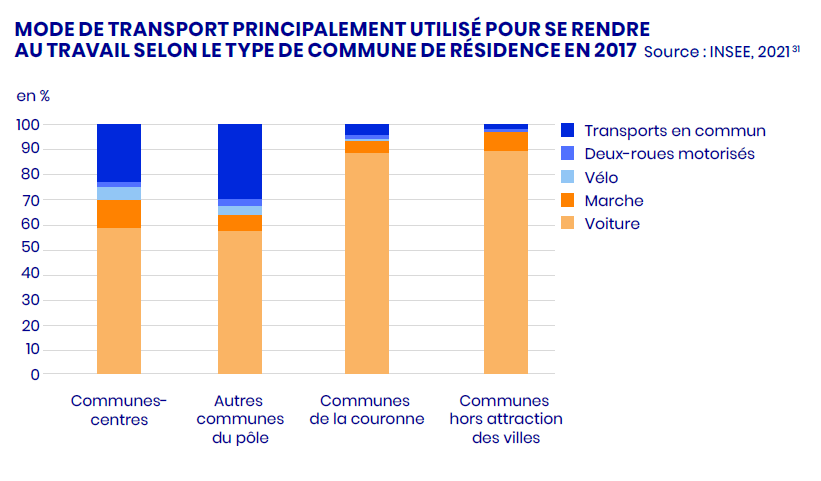 MODE DE TRANSPORT PRINCIPALEMENT UTILISÉ POUR SE RENDRE
AU TRAVAIL SELON LE TYPE DE COMMUNE DE RÉSIDENCE EN 2017 Source : INSEE, 2021 31
en %
100
90
80
70
60
50
40
30
20
10
0
Transports en commun
Deux-roues motorisés
Vélo
Marche
Voiture
Communes-
centres
Autres
communes
du pôle
Communes
de la couronne
Communes
hors attraction
des villes